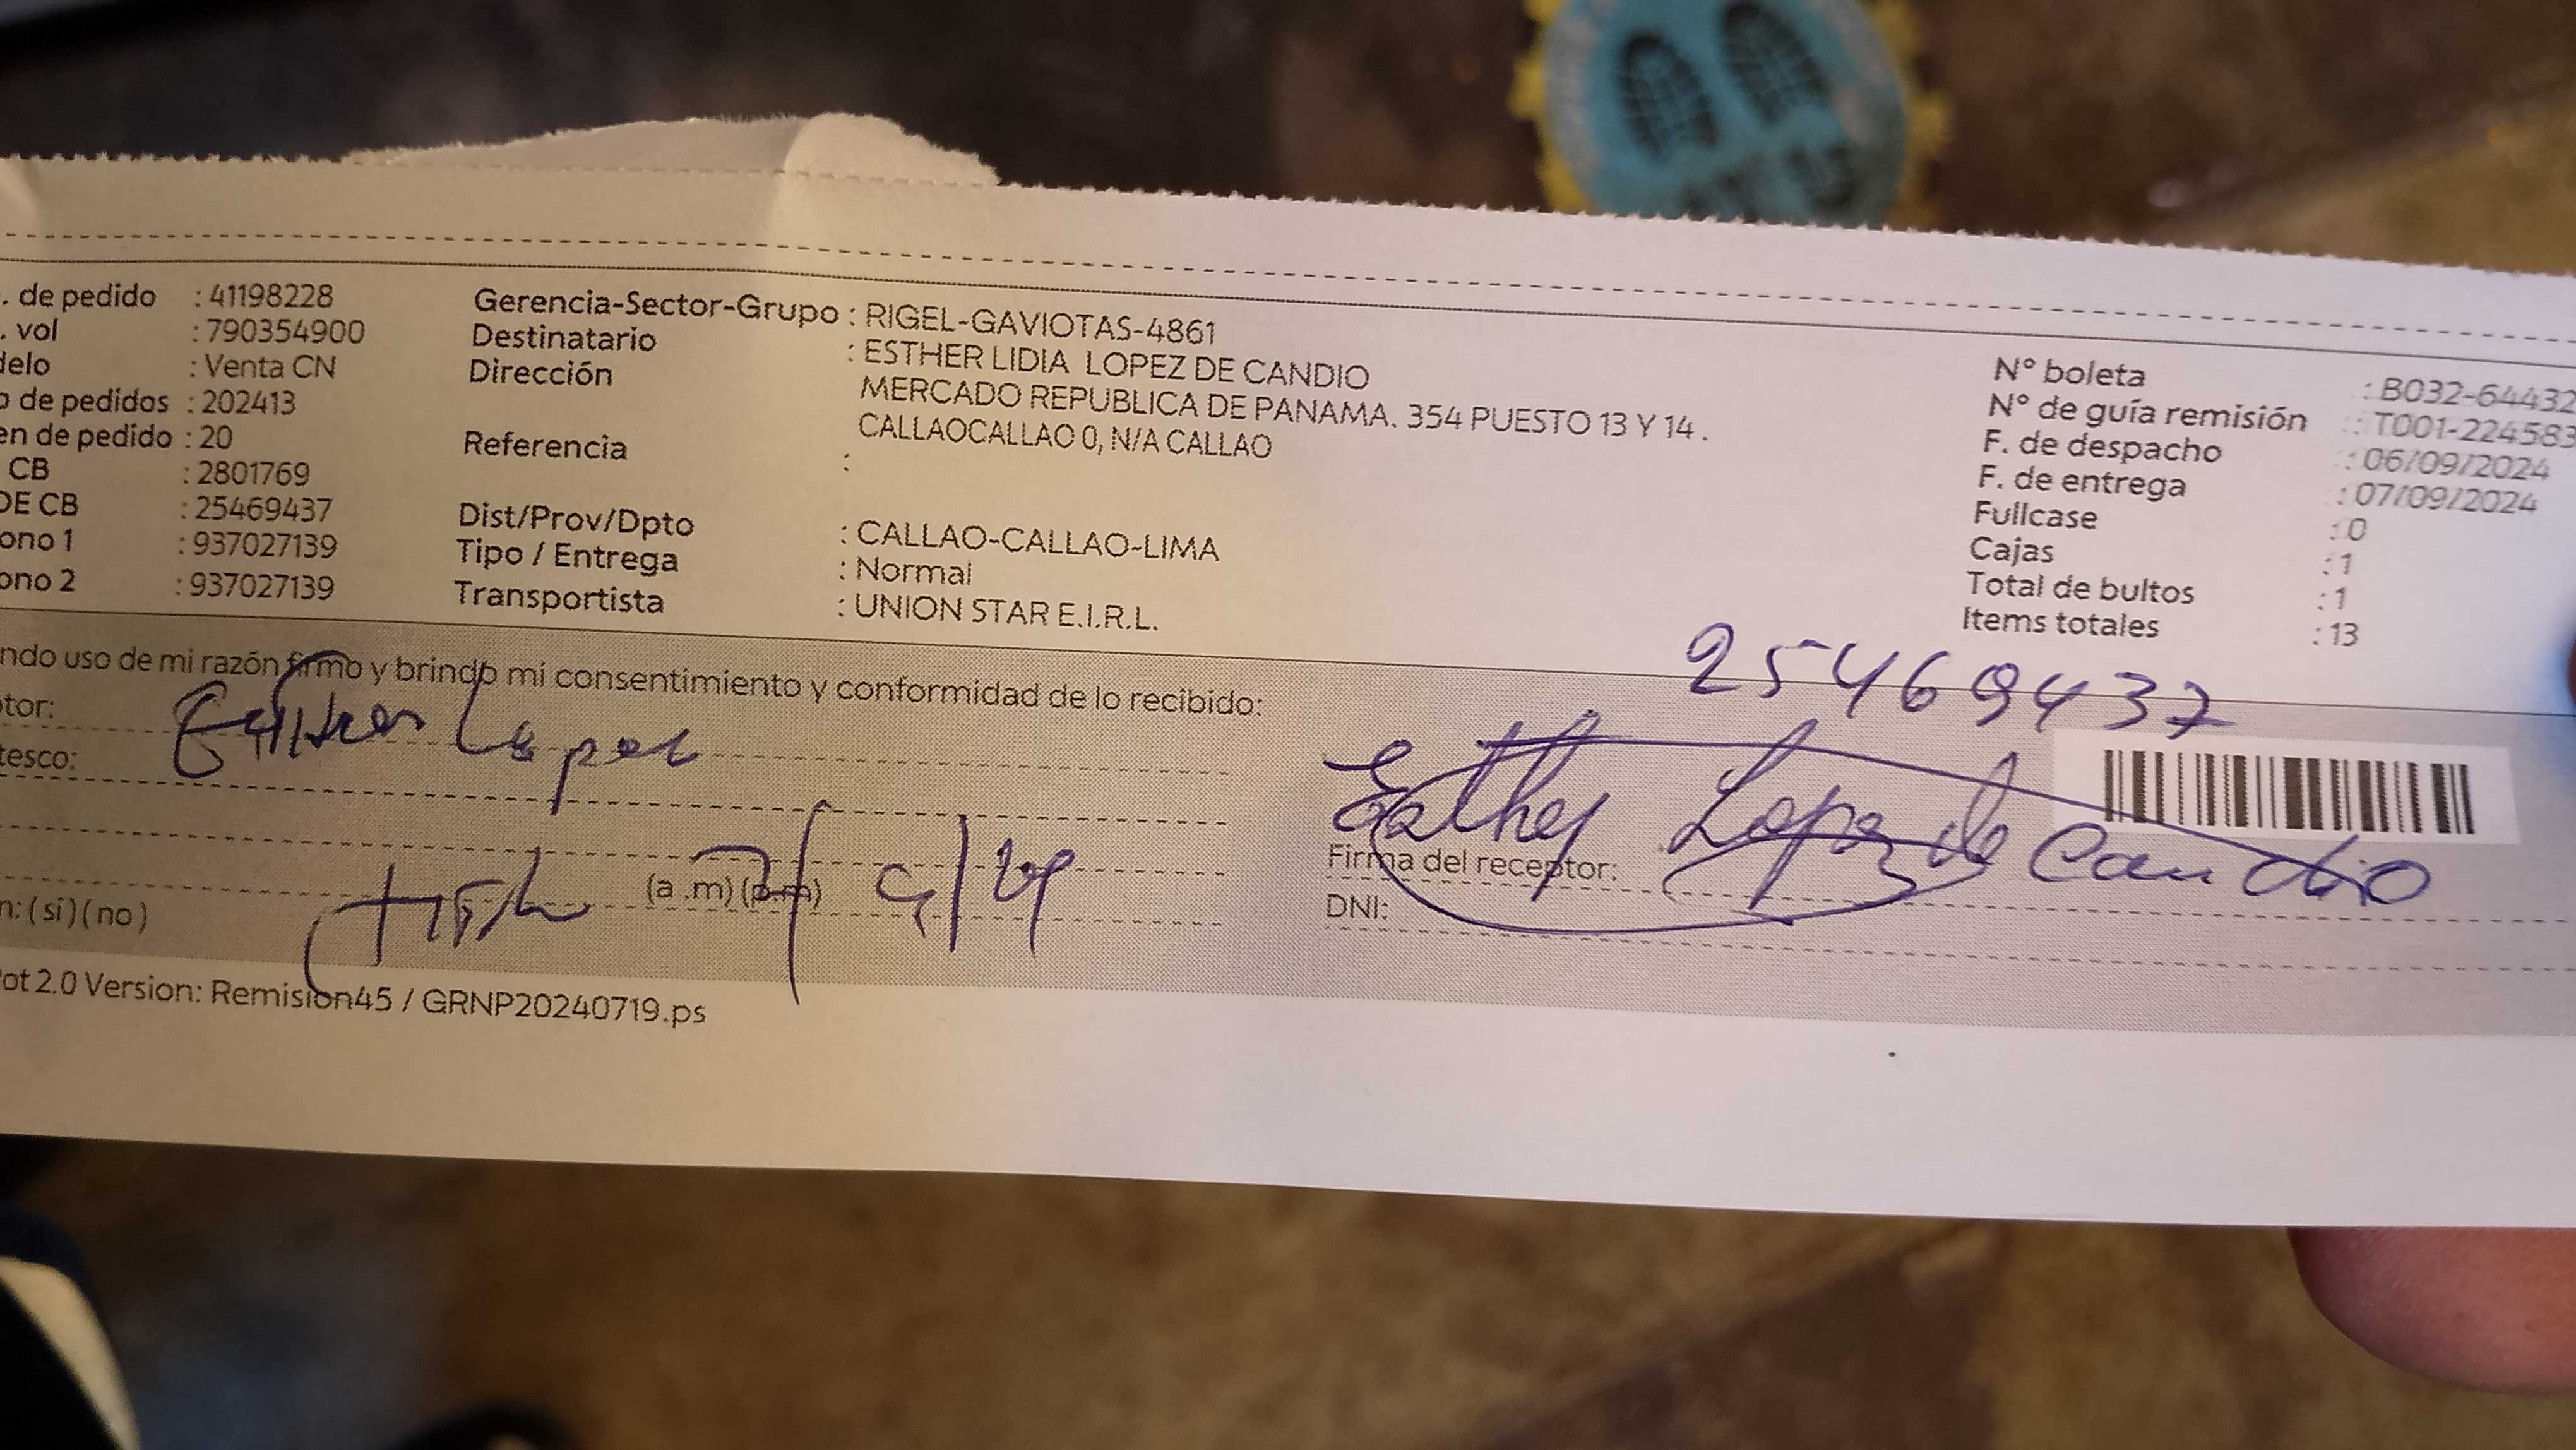 . de pedido : 41198228
. vol : 790354900
delo : Venta CN
o de pedidos : 202413
en de pedido : 20
CB : 2801769
DE CB : 25469437
ono 1 : 937027139
ono 2 : 937027139
Gerencia-Sector-Grupo : RIGEL-GAVIOTAS-4861
Destinatario : ESTHER LIDIA LOPEZ DE CANDIO
Dirección MERCADO REPUBLICA DE PANAMA. 354 PUESTO 13 Y 14 .
CALLAOCALLAO 0, N/A CALLAO
Referencia :
Dist/Prov/Dpto : CALLAO-CALLAO-LIMA
Tipo / Entrega : Normal
Transportista : UNION STAR E.I.R.L.
N° boleta : B032-64432
N° de guía remisión : T001-224583
F. de despacho : 06/09/2024
F. de entrega : 07/09/2024
Fullcase : 0
Cajas : 1
Total de bultos : 1
Items totales : 13
ndo uso de mi razón firmo y brindo mi consentimiento y conformidad de lo recibido:
tor: Esther Lopez
tesco:
(a .m) (p.m)
n: (si) (no)
25469437
Esther Lopez de Candio
Firma del receptor:
DNI:
ot 2.0 Version: Remision45 / GRNP20240719.ps